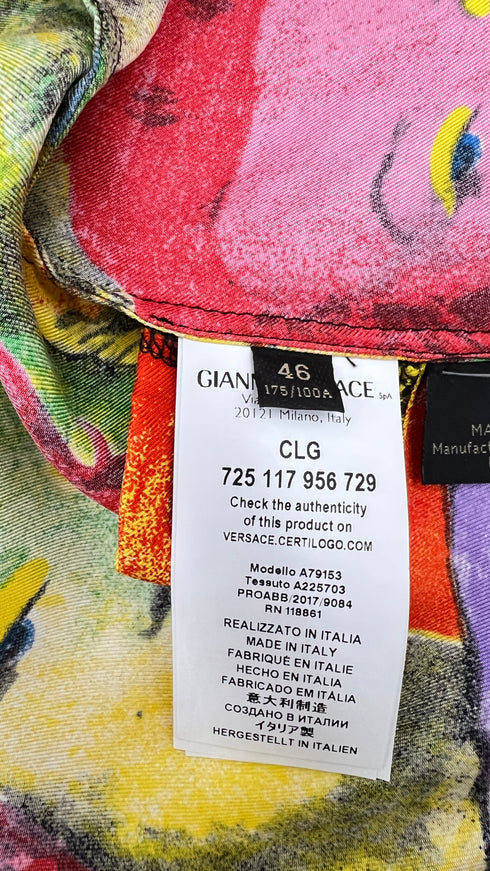 46
175/100A
GIANN ACE SpA
Via
20121 Milano, Italy
CLG
725 117 956 729
Check the authenticity
of this product on
VERSACE.CERTILOGO.COM
Modello A79153
Tessuto A225703
PROABB/2017/9084
RN 118861
REALIZZATO IN ITALIA
MADE IN ITALY
FABRIQUÉ EN ITALIE
HECHO EN ITALIA
FABRICADO EM ITÁLIA
意大利制造
СОЗДАНО В ИТАЛИИ
イタリア製
HERGESTELLT IN ITALIEN
MA
Manufact